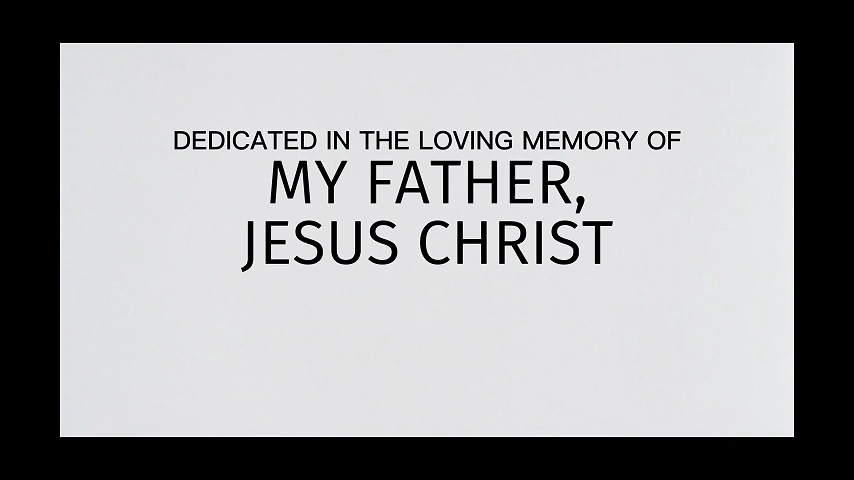 DEDICATED IN THE LOVING MEMORY OF
MY FATHER,
JESUS CHRIST